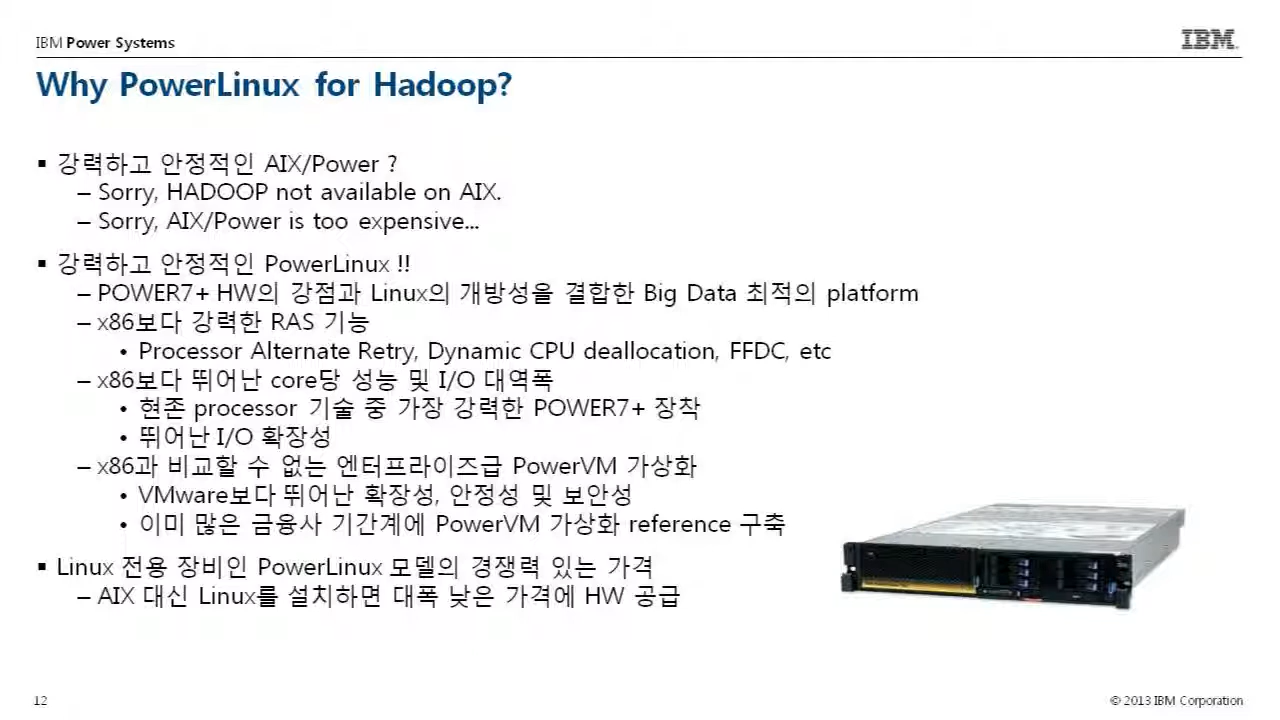 IBM Power Systems
IBM
Why PowerLinux for Hadoop?
▪ 강력하고 안정적인 AIX/Power ?
– Sorry, HADOOP not available on AIX.
– Sorry, AIX/Power is too expensive...
▪ 강력하고 안정적인 PowerLinux !!
– POWER7+ HW의 강점과 Linux의 개방성을 결합한 Big Data 최적의 platform
– x86보다 강력한 RAS 기능
• Processor Alternate Retry, Dynamic CPU deallocation, FFDC, etc
– x86보다 뛰어난 core당 성능 및 I/O 대역폭
• 현존 processor 기술 중 가장 강력한 POWER7+ 장착
• 뛰어난 I/O 확장성
– x86과 비교할 수 없는 엔터프라이즈급 PowerVM 가상화
• VMware보다 뛰어난 확장성, 안정성 및 보안성
• 이미 많은 금융사 기간계에 PowerVM 가상화 reference 구축
▪ Linux 전용 장비인 PowerLinux 모델의 경쟁력 있는 가격
– AIX 대신 Linux를 설치하면 대폭 낮은 가격에 HW 공급
12
© 2013 IBM Corporation